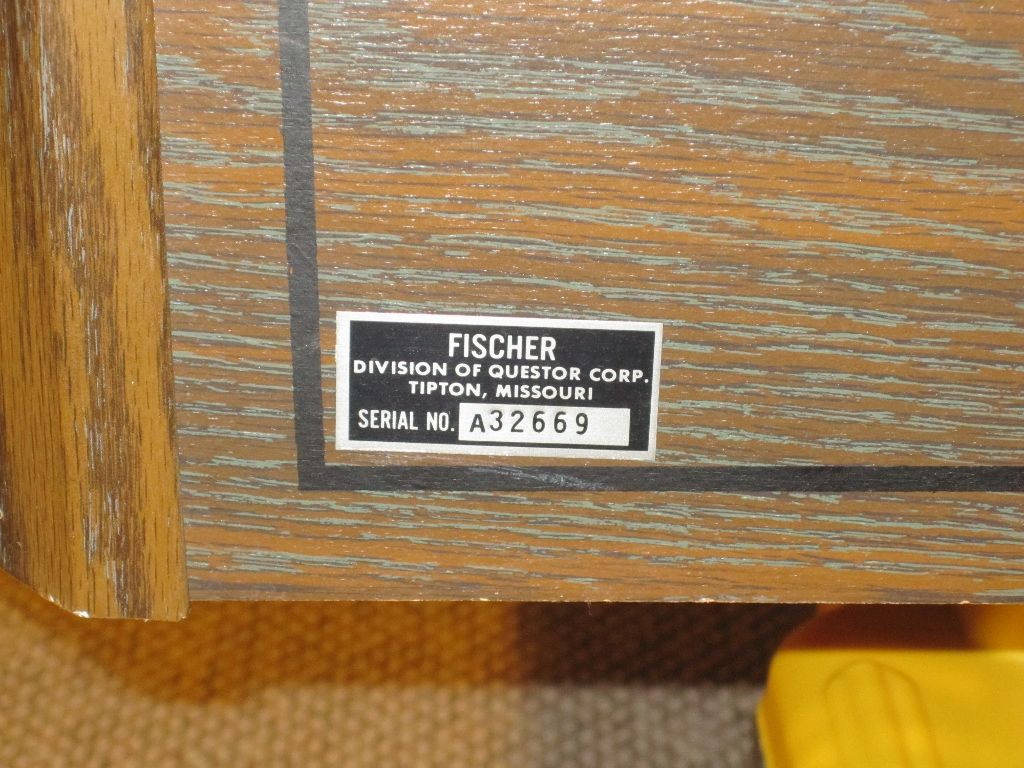 FISCHER
DIVISION OF QUESTOR CORP.
TIPTON, MISSOURI
SERIAL NO. A32669